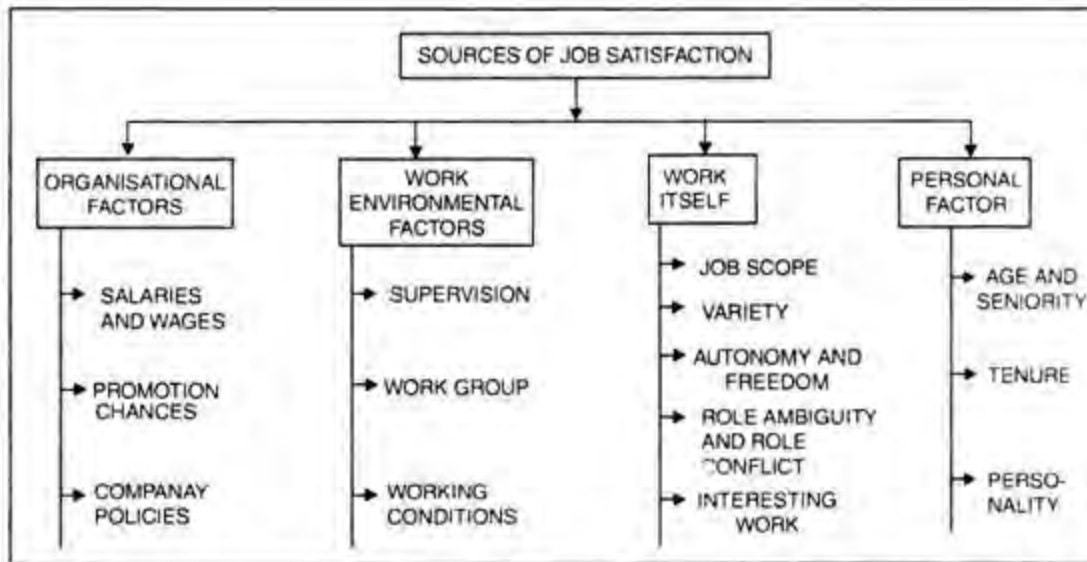 SOURCES OF JOB SATISFACTION
ORGANISATIONAL
FACTORS
SALARIES
AND WAGES
PROMOTION
CHANCES
COMPANAY
POLICIES
WORK
ENVIRONMENTAL
FACTORS
SUPERVISION
WORK GROUP
WORKING
CONDITIONS
WORK
ITSELF
JOB SCOPE
VARIETY
AUTONOMY AND
FREEDOM
ROLE AMBIGUITY
AND ROLE
CONFLICT
INTERESTING
WORK
PERSONAL
FACTOR
AGE AND
SENIORITY
TENURE
PERSO-
NALITY